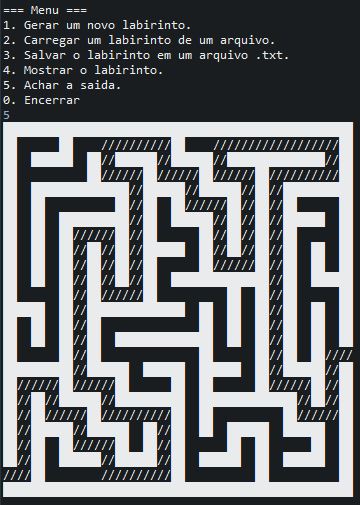 === Menu ===
1. Gerar um novo labirinto.
2. Carregar um labirinto de um arquivo.
3. Salvar o labirinto em um arquivo .txt.
4. Mostrar o labirinto.
5. Achar a saida.
0. Encerrar
5